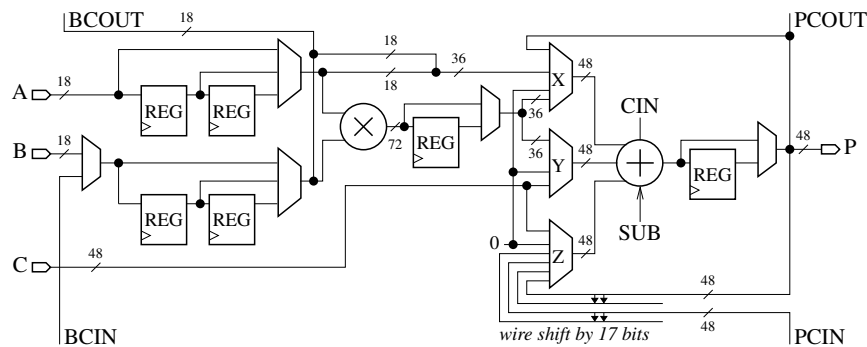 BCOUT
18
PCOUT
18
36
48
18
X
A
18
REG
REG
36
CIN
B
18
72
REG
36
Y
48
REG
48
P
REG
REG
SUB
0
48
Z
C
48
48
48
BCIN
wire shift by 17 bits
PCIN